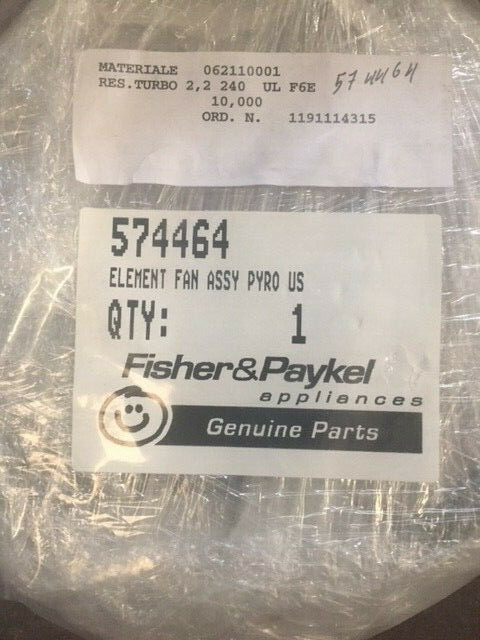 MATERIALE 062110001
RES.TURBO 2,2 240 UL F6E
574464
10,000
ORD. N. 1191114315
574464
ELEMENT FAN ASSY PYRO US
QTY: 1
Fisher&Paykel
appliances
Genuine Parts